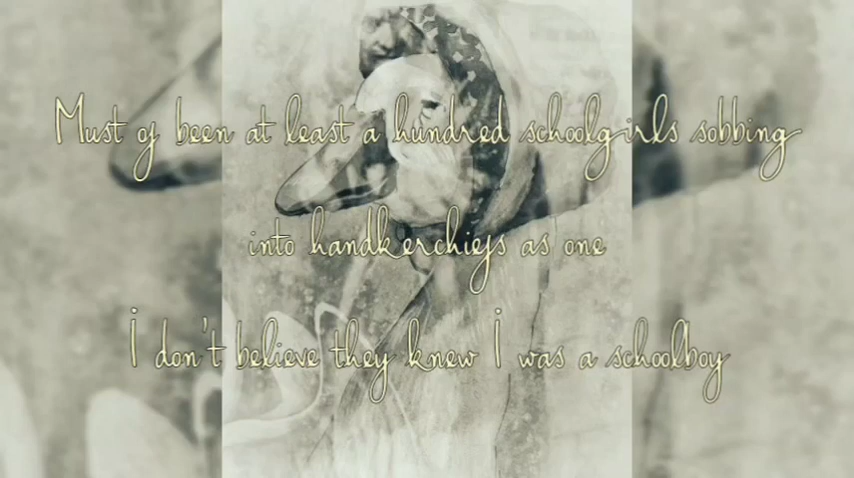 Must of been at least a hundred schoolgirls sobbing
into handkerchiefs as one
I don't believe they knew I was a schoolboy